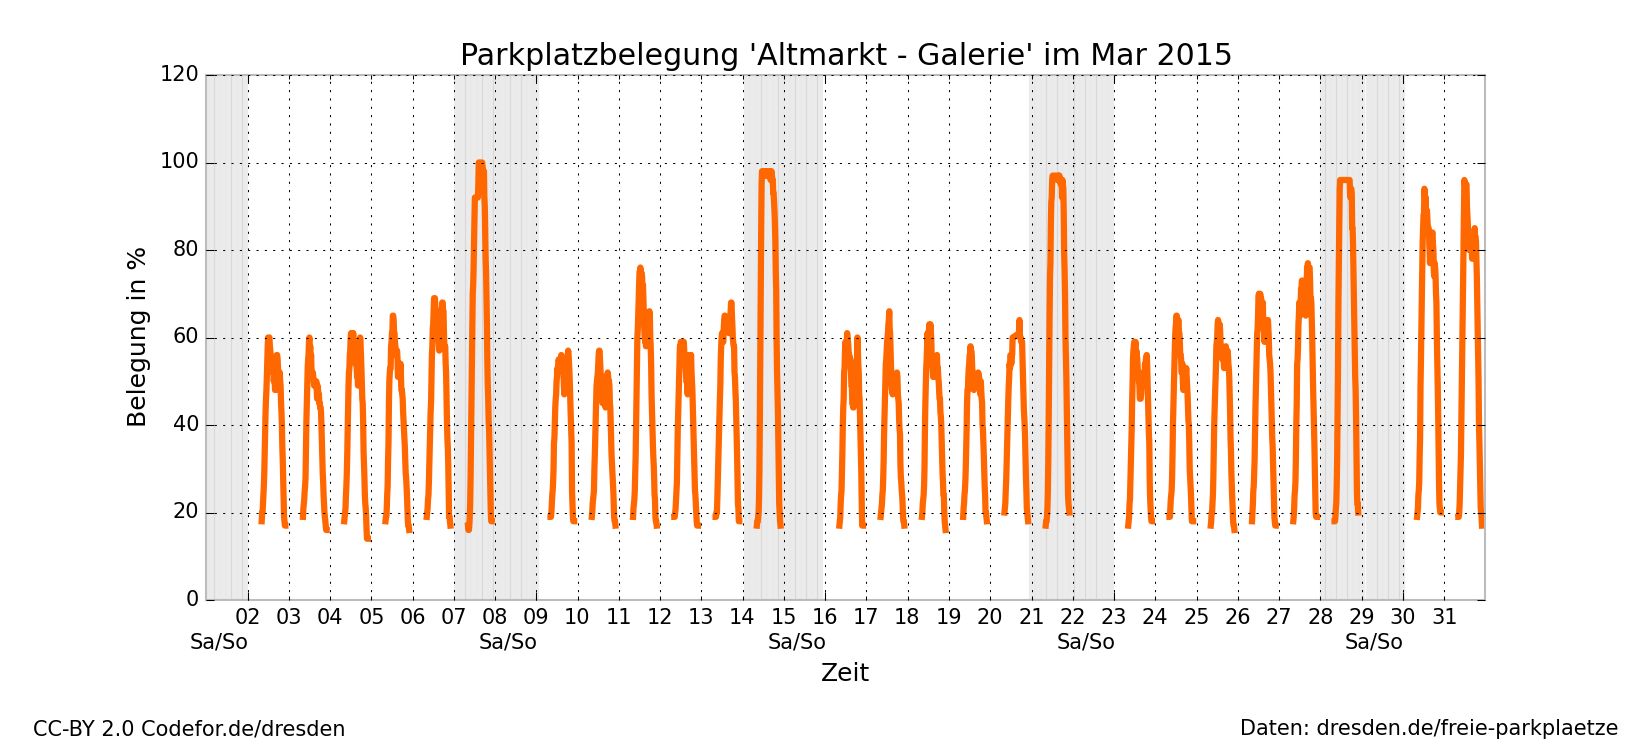 Parkplatzbelegung 'Altmarkt - Galerie' im Mar 2015
120
100
80
60
40
20
0
Belegung in %
02 03 04 05 06 07 08 09 10 11 12 13 14 15 16 17 18 19 20 21 22 23 24 25 26 27 28 29 30 31
Sa/So Sa/So Sa/So Sa/So Sa/So
Zeit
CC-BY 2.0 Codefor.de/dresden
Daten: dresden.de/freie-parkplaetze